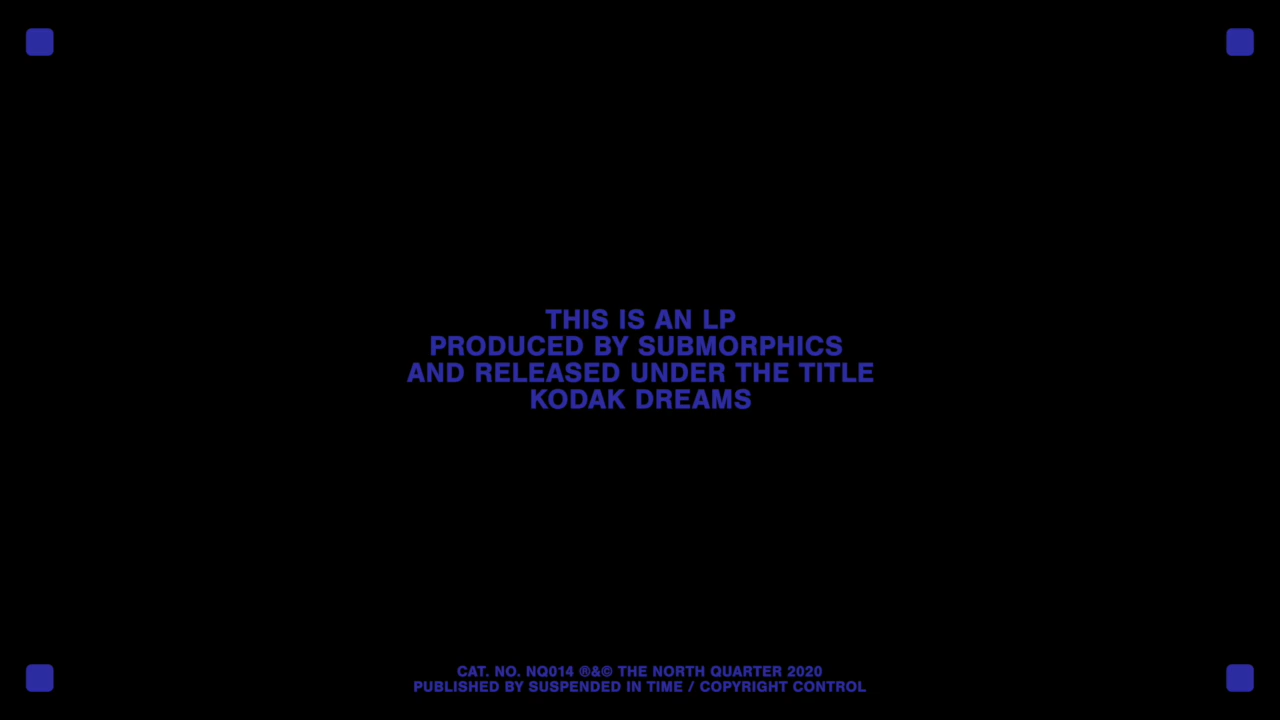 THIS IS AN LP
PRODUCED BY SUBMORPHICS
AND RELEASED UNDER THE TITLE
KODAK DREAMS
CAT. NO. NQ014 ®&© THE NORTH QUARTER 2020
PUBLISHED BY SUSPENDED IN TIME / COPYRIGHT CONTROL